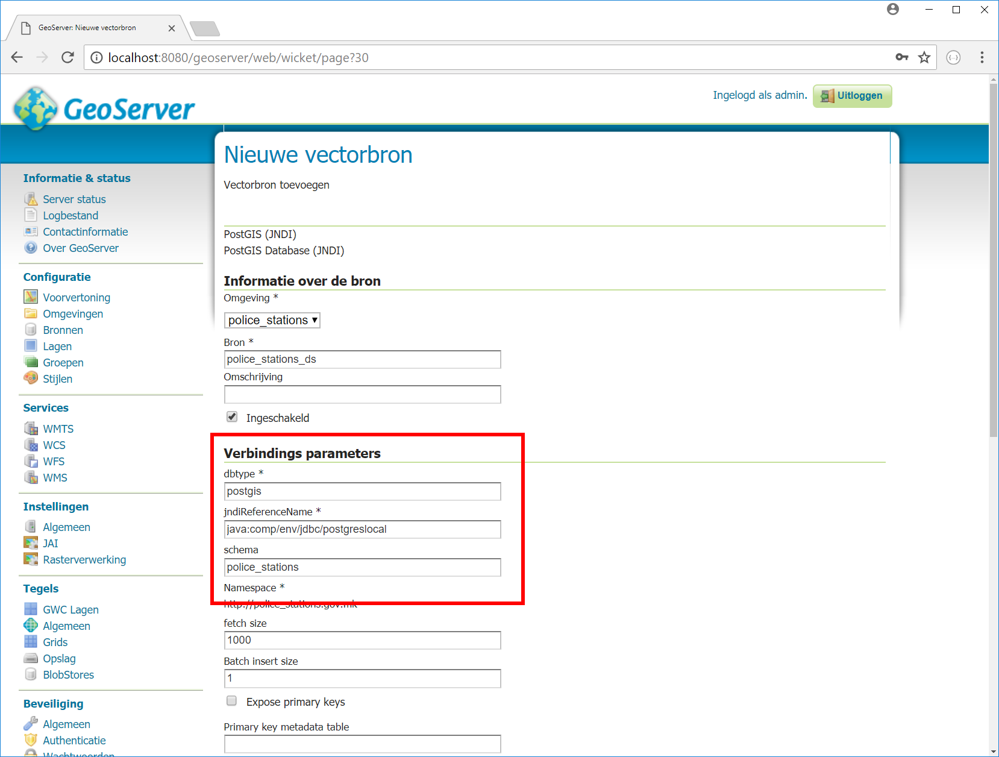 GeoServer: Nieuwe vectorbron
localhost:8080/geoserver/web/wicket/page?30
GeoServer
Ingelogd als admin.
Uitloggen
Informatie & status
Server status
Logbestand
Contactinformatie
Over GeoServer
Configuratie
Voorvertoning
Omgevingen
Bronnen
Lagen
Groepen
Stijlen
Services
WMTS
WCS
WFS
WMS
Instellingen
Algemeen
JAI
Rasterverwerking
Tegels
GWC Lagen
Algemeen
Grids
Opslag
BlobStores
Beveiliging
Algemeen
Authenticatie
Wachtwoorden
Nieuwe vectorbron
Vectorbron toevoegen
PostGIS (JNDI)
PostGIS Database (JNDI)
Informatie over de bron
Omgeving *
police_stations
Bron *
police_stations_ds
Omschrijving
Ingeschakeld
Verbindings parameters
dbtype *
postgis
jndiReferenceName *
java:comp/env/jdbc/postgreslocal
schema
police_stations
Namespace *
http://police_stations.gov.mk
fetch size
1000
Batch insert size
1
Expose primary keys
Primary key metadata table